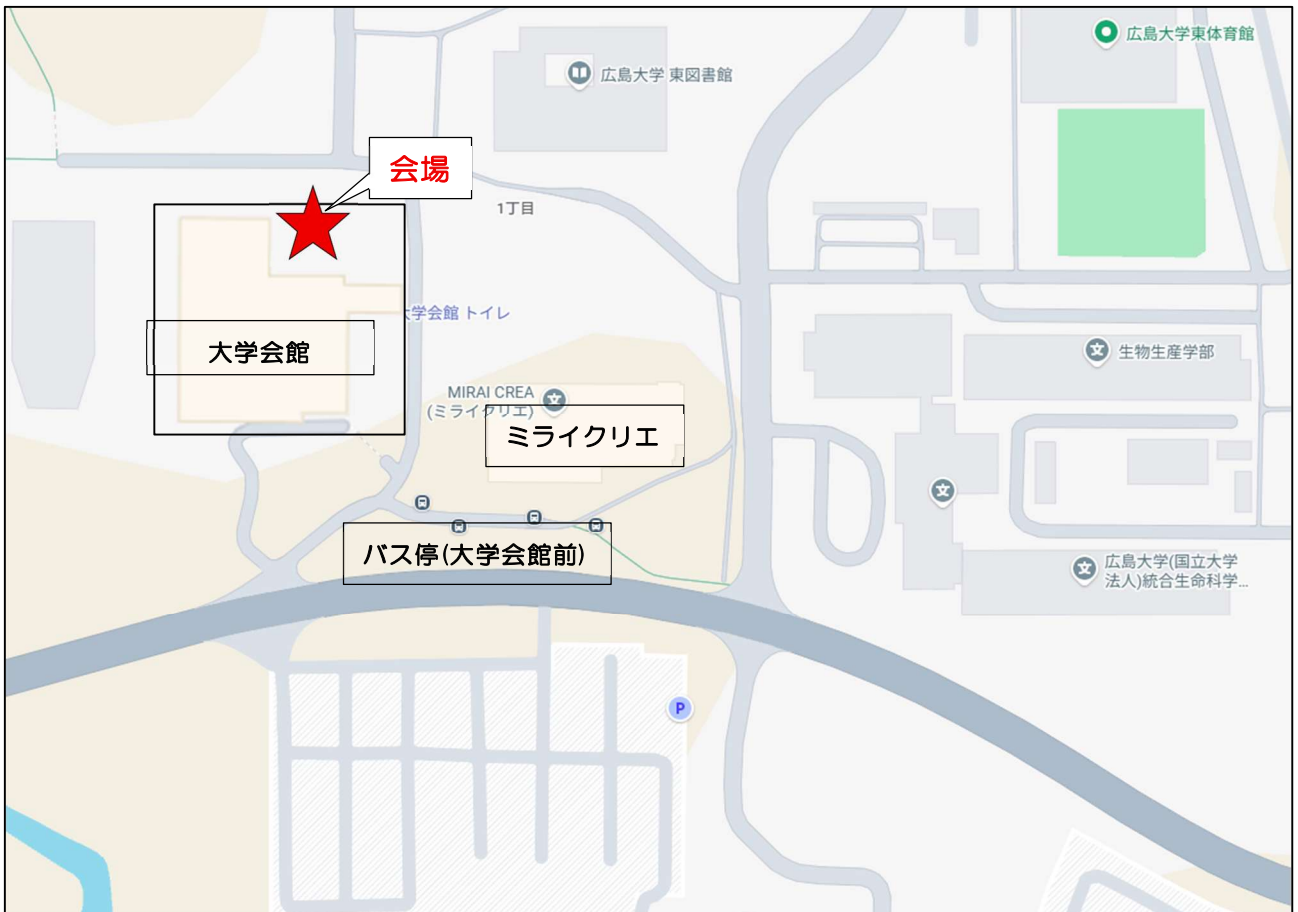 広島大学東体育館
広島大学 東図書館
会場
1丁目
大学会館 トイレ
大学会館
生物生産学部
MIRAI CREA
(ミライクリエ)
ミライクリエ
バス停(大学会館前)
広島大学(国立大学
法人)統合生命科学...
P